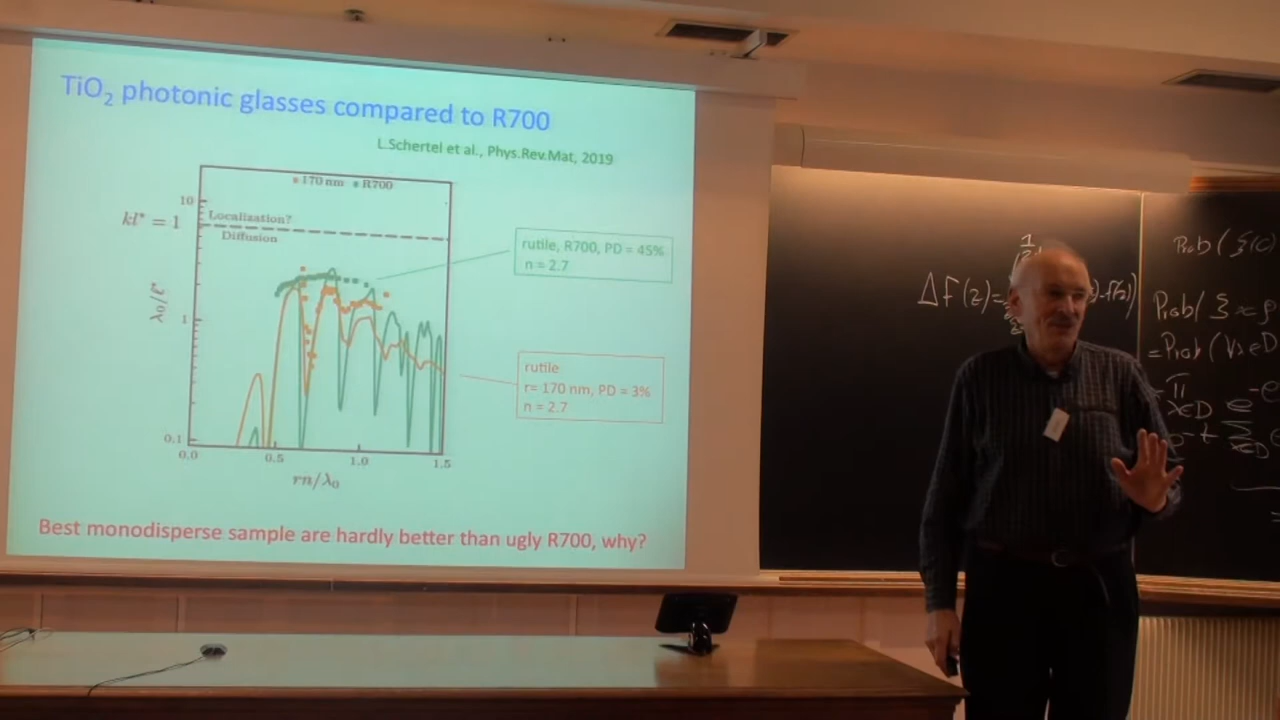 TiO₂ photonic glasses compared to R700
L.Schertel et al., Phys.Rev.Mat, 2019
170 nm R700
10
kl* = 1
Localization?
Diffusion
rutile, R700, PD = 45%
n = 2.7
λ₀/ℓ*
1
rutile
r= 170 nm, PD = 3%
n = 2.7
0.1
0.0 0.5 1.0 1.5
rn/λ₀
Best monodisperse sample are hardly better than ugly R700, why?
Δf(z)=
Prob(
Prob(
=Prob(